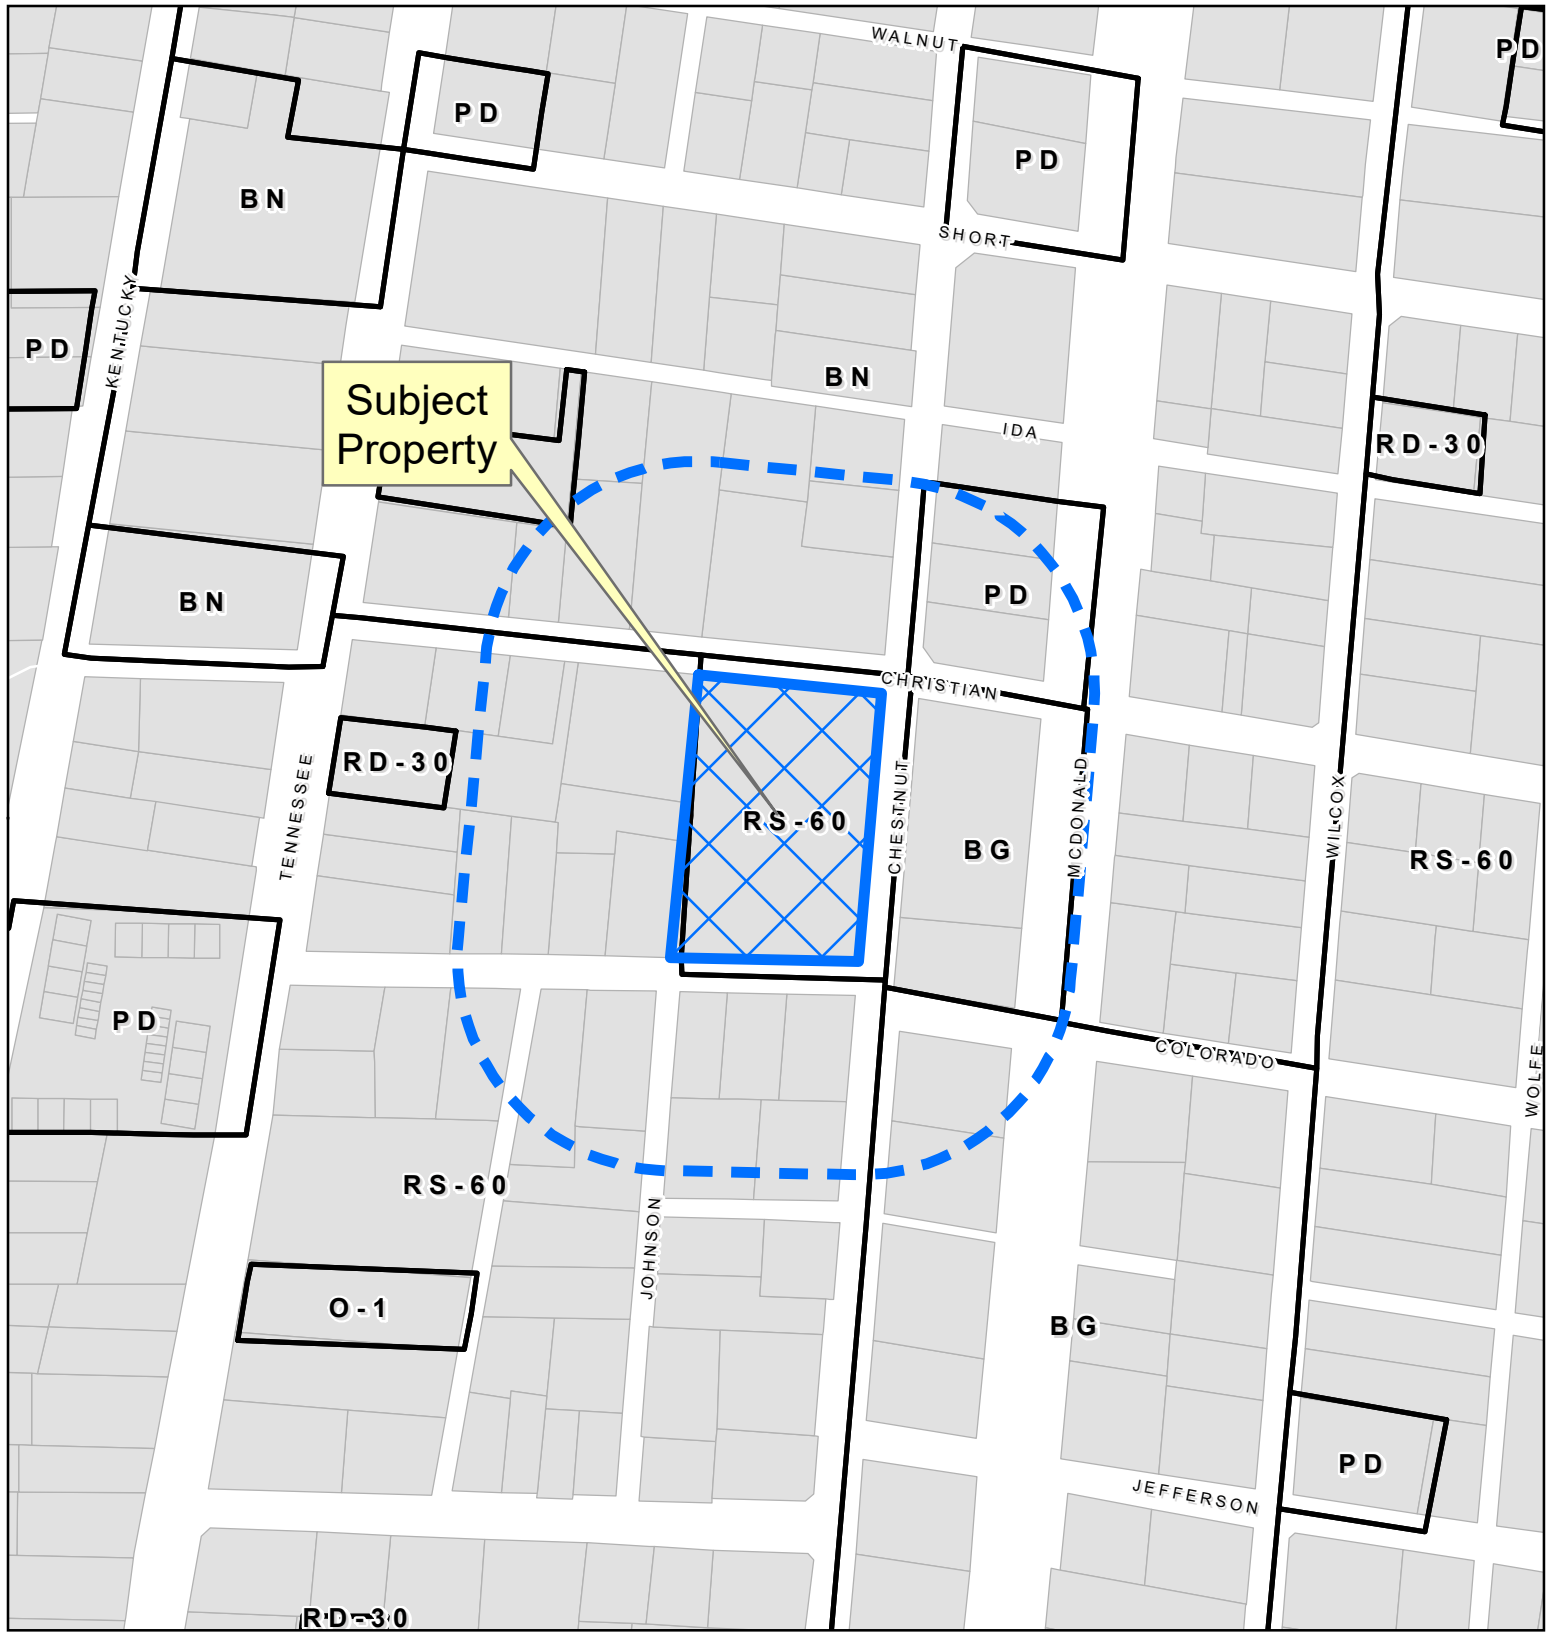 WALNUT
PD
PD
PD
BN
SHORT
KENTUCKY
PD
BN
Subject
Property
IDA
RD-30
BN
PD
CHRISTIAN
RD-30
TENNESSEE
RS-60
CHESTNUT
BG
MCDONALD
WILCOX
RS-60
PD
COLORADO
WOLFE
RS-60
JOHNSON
O-1
BG
PD
JEFFERSON
RD-30